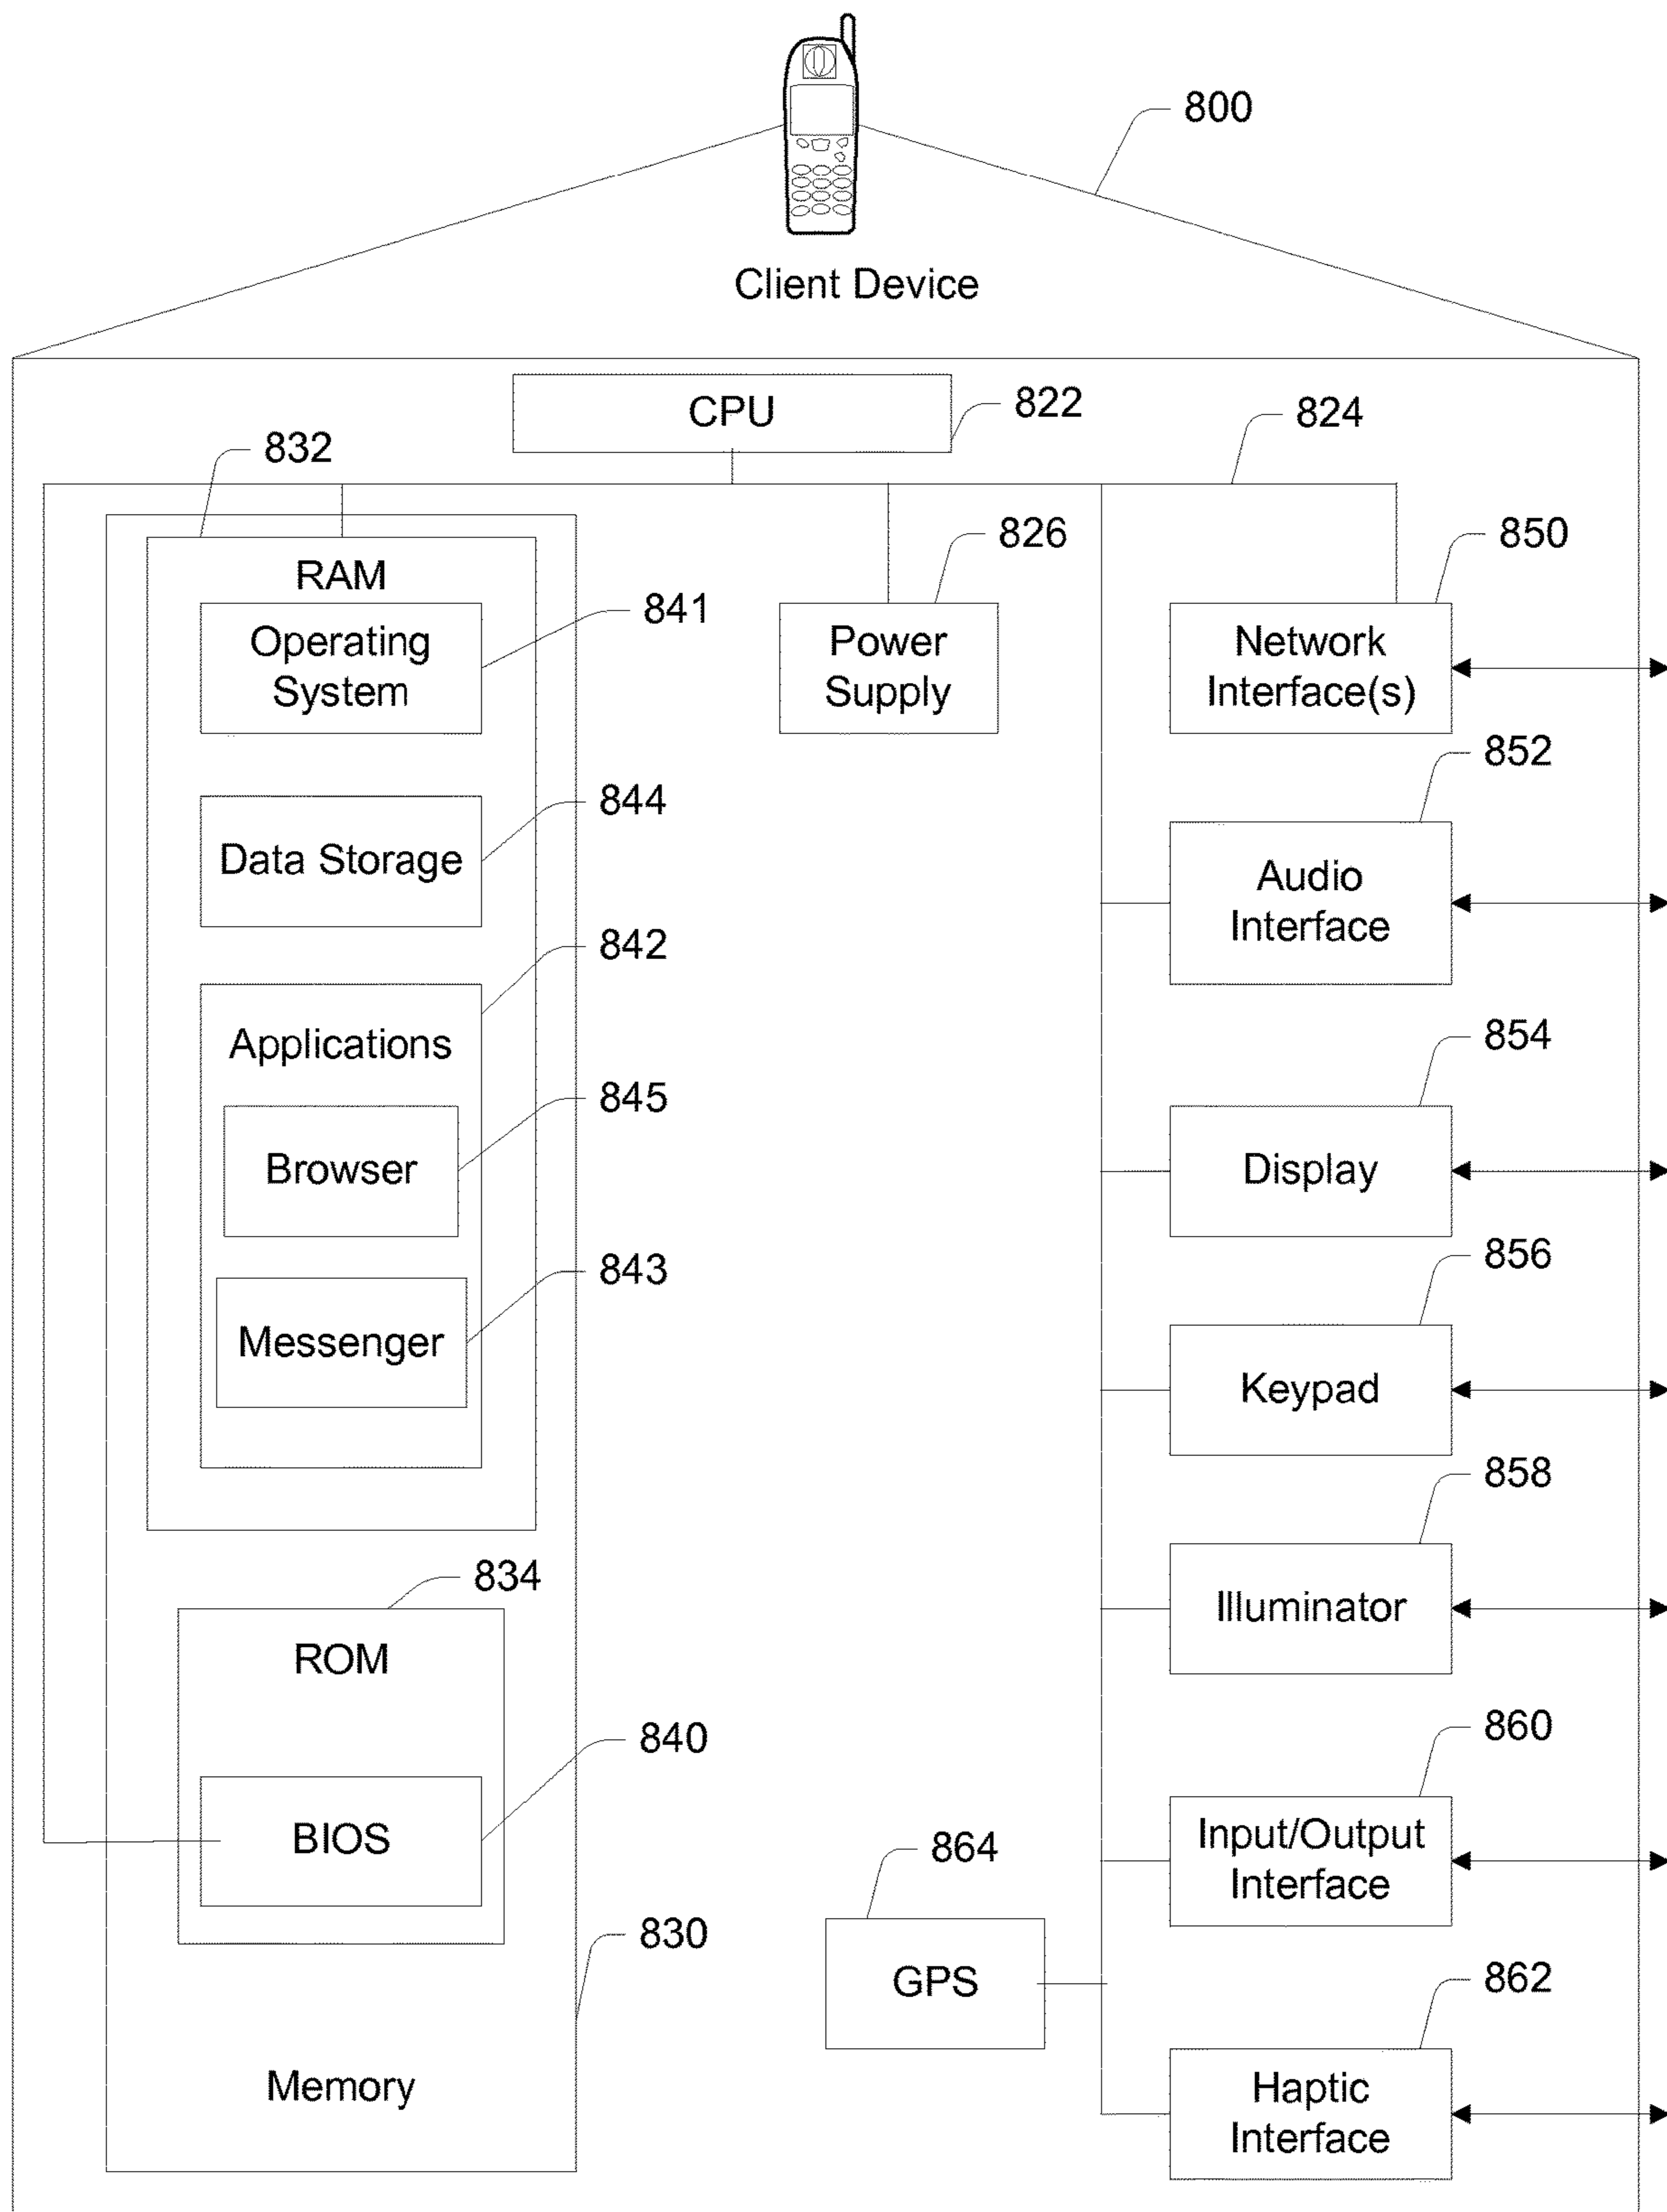 800
Client Device
CPU
822
824
832
826
850
RAM
Operating
System
841
Power
Supply
Network
Interface(s)
852
844
Data Storage
Audio
Interface
842
Applications
854
845
Browser
Display
856
843
Messenger
Keypad
858
834
ROM
Illuminator
840
BIOS
860
Input/Output
Interface
864
830
GPS
862
Memory
Haptic
Interface